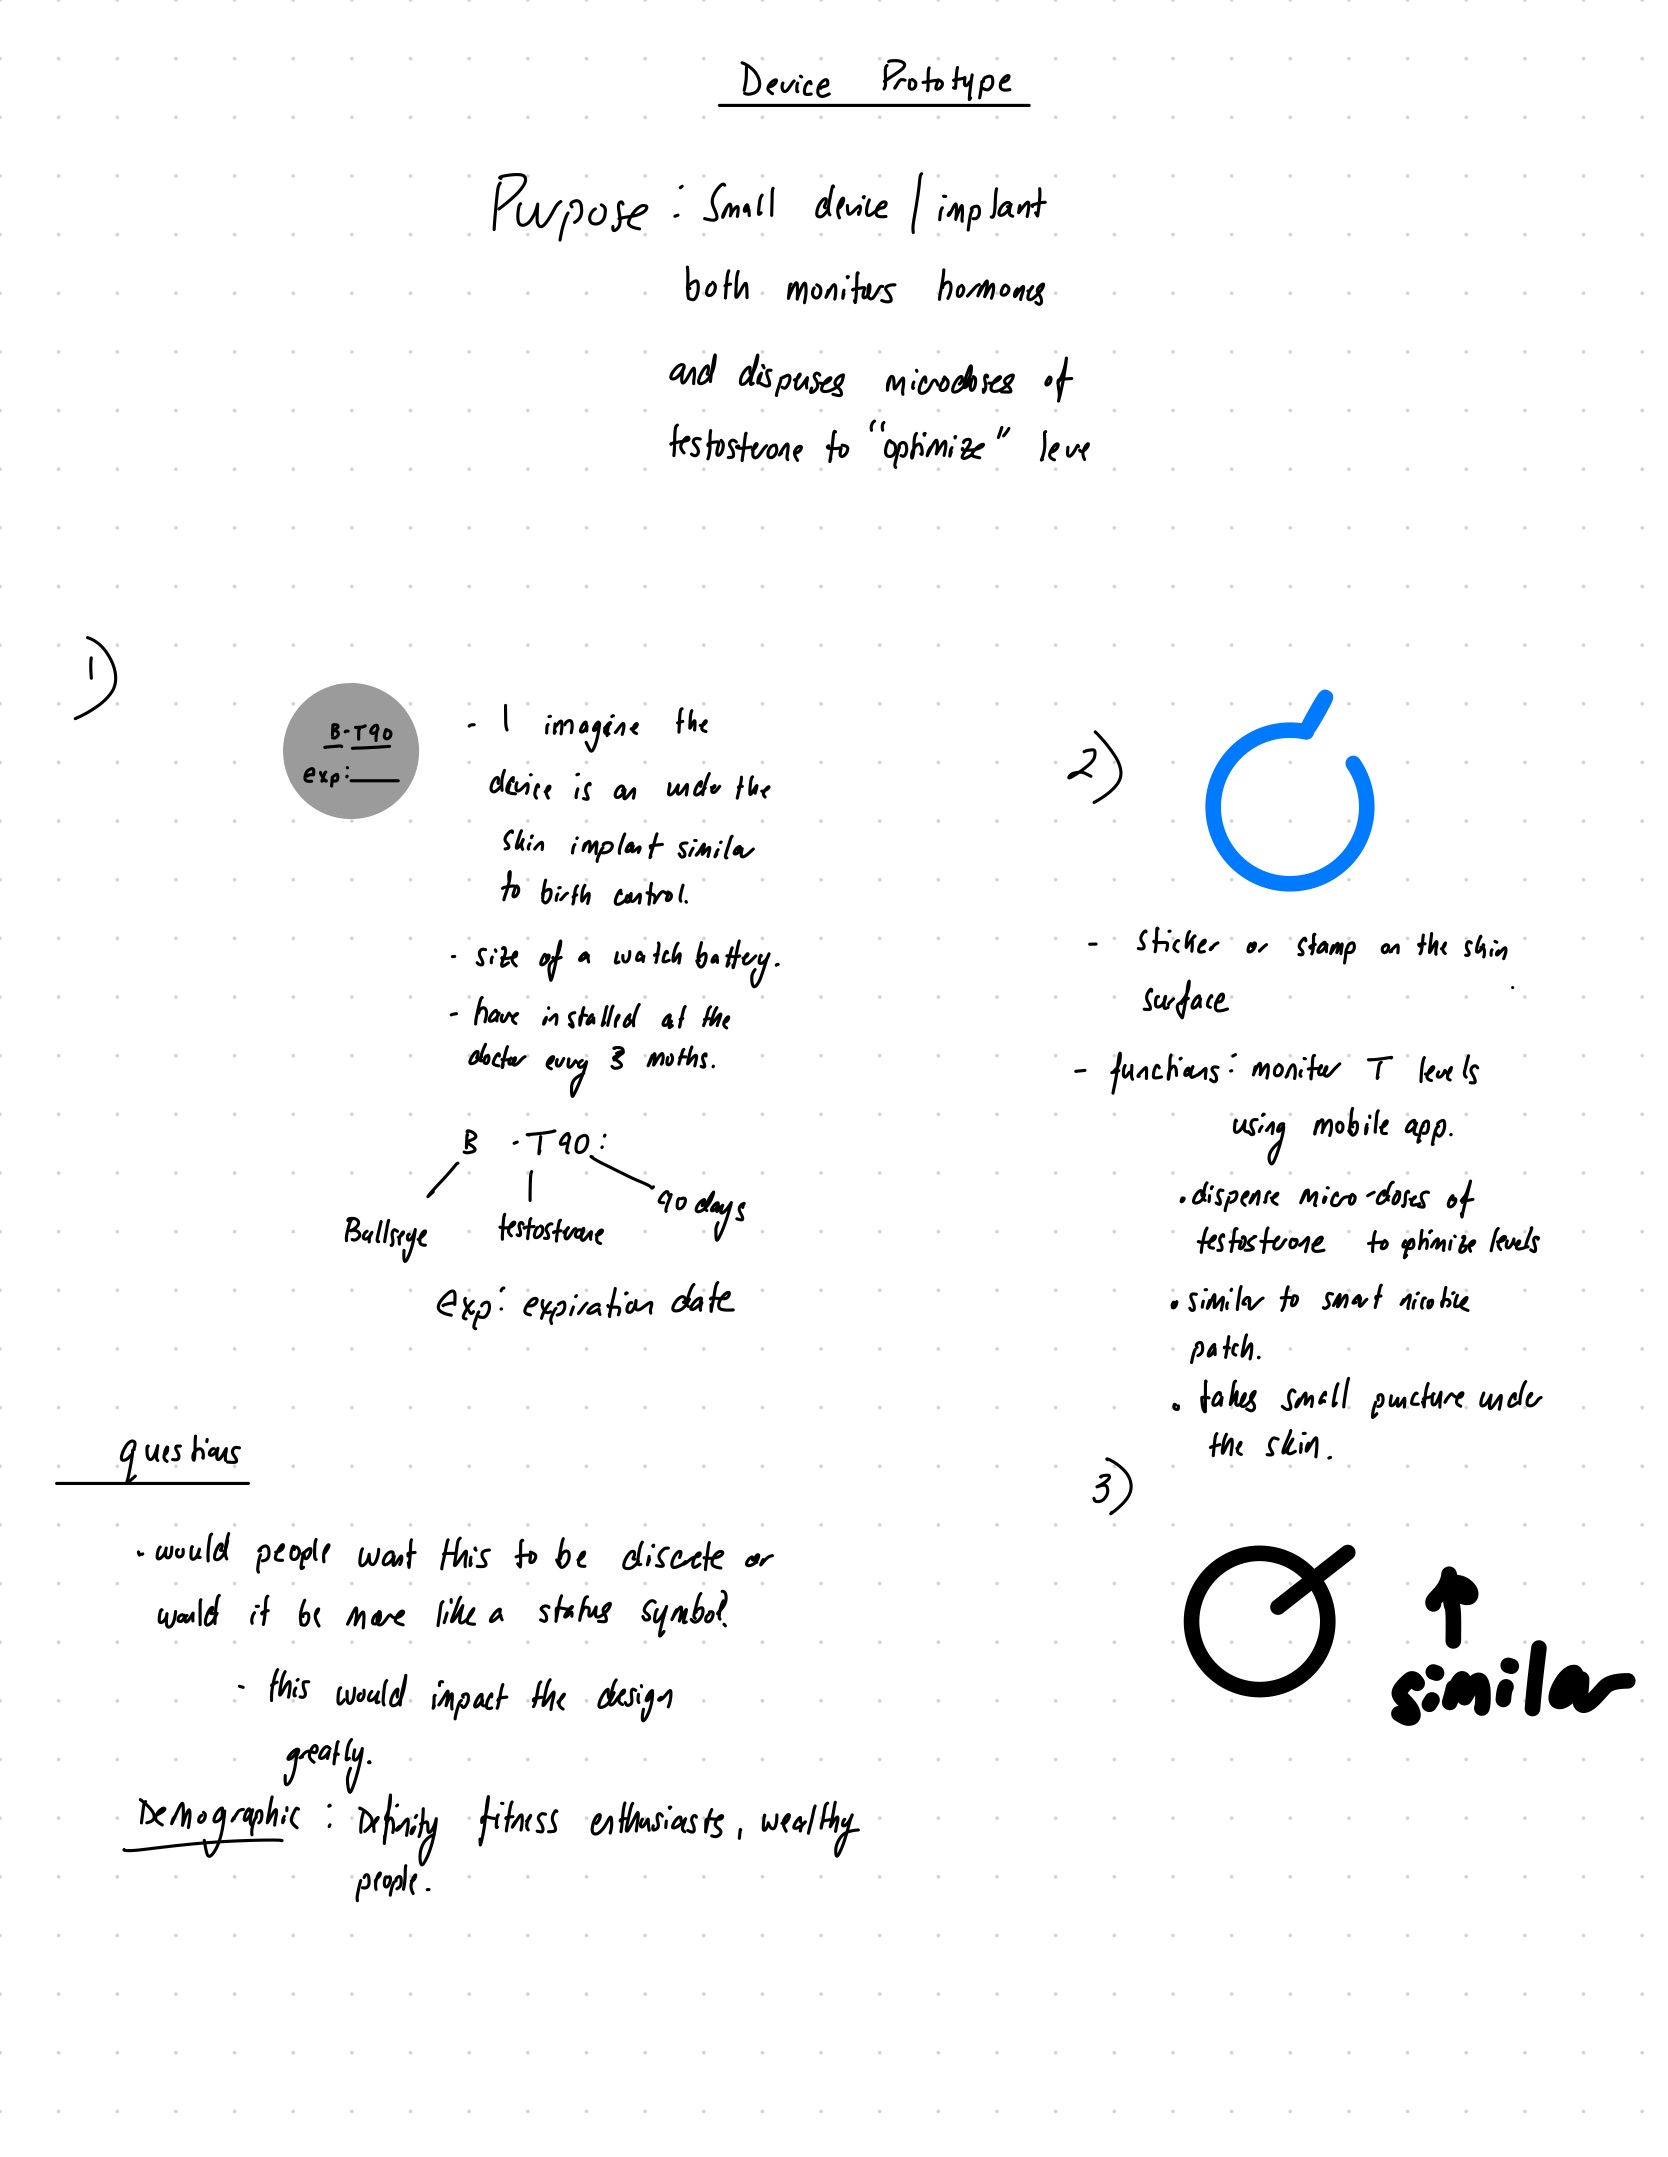 Device Prototype
Purpose : Small device / implant
both monitors hormones
and dispenses microdoses of
testosterone to "optimize" leve
1)
B-T90
exp:
- I imagine the
device is an under the
skin implant similar
to birth control.
- size of a watch battery.
- have installed at the
doctor every 3 moths.
B -T90:
Bullseye testosterone 90 days
exp: expiration date
2)
- sticker or stamp on the skin
surface
- functions: monitor T levels
using mobile app.
. dispense micro-doses of
testosterone to optimize levels
. similar to smart
patch.
. takes small puncture under
the skin.
3)
similar
questions
- would people want this to be discrete or
would it be more like a status symbol?
- this would impact the design
greatly.
Demographic : fitness enthusiasts, wealthy
people.